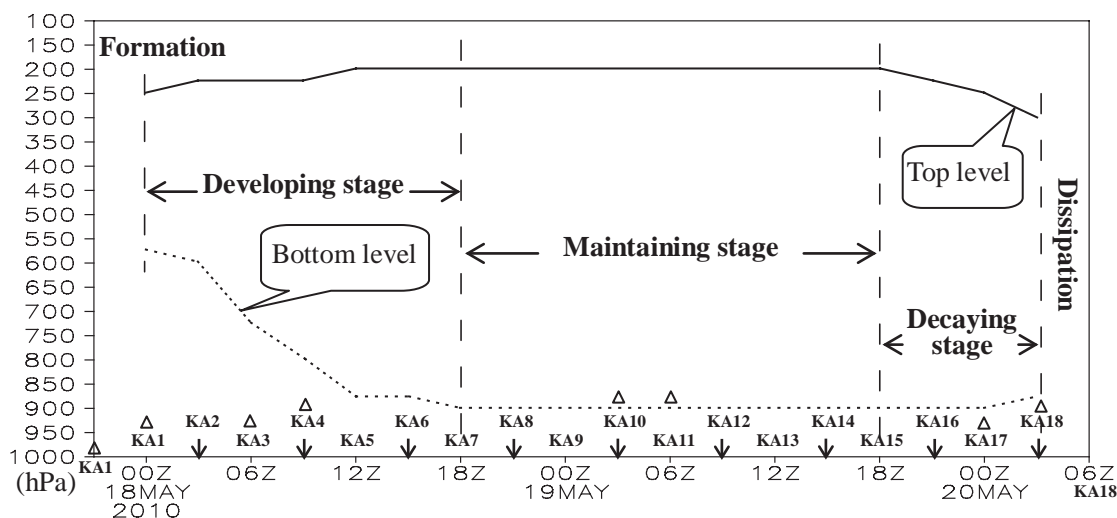 100
150
200
250
300
350
400
450
500
550
600
650
700
750
800
850
900
950
1000
(hPa)
Formation
Developing stage
Bottom level
Maintaining stage
Top level
Decaying
stage
Dissipation
KA1
KA1
KA2
KA3
KA4
KA5
KA6
KA7
KA8
KA9
KA10
KA11
KA12
KA13
KA14
KA15
KA16
KA17
KA18
00Z 06Z 12Z 18Z 00Z 06Z 12Z 18Z 00Z 06Z
18MAY 19MAY 20MAY
2010
KA18